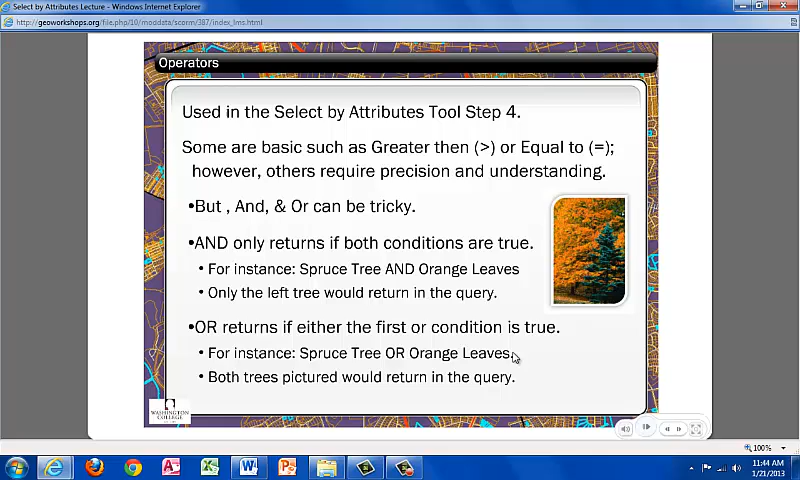 Select by Attributes Lecture - Windows Internet Explorer
http://geoworkshops.org/file.php/10/moddata/scorm/387/index_lms.html
Operators
Used in the Select by Attributes Tool Step 4.
Some are basic such as Greater then (>) or Equal to (=);
however, others require precision and understanding.
•But , And, & Or can be tricky.
•AND only returns if both conditions are true.
• For instance: Spruce Tree AND Orange Leaves
• Only the left tree would return in the query.
•OR returns if either the first or condition is true.
• For instance: Spruce Tree OR Orange Leaves.
• Both trees pictured would return in the query.
WASHINGTON
COLLEGE
100%
11:44 AM
1/21/2013